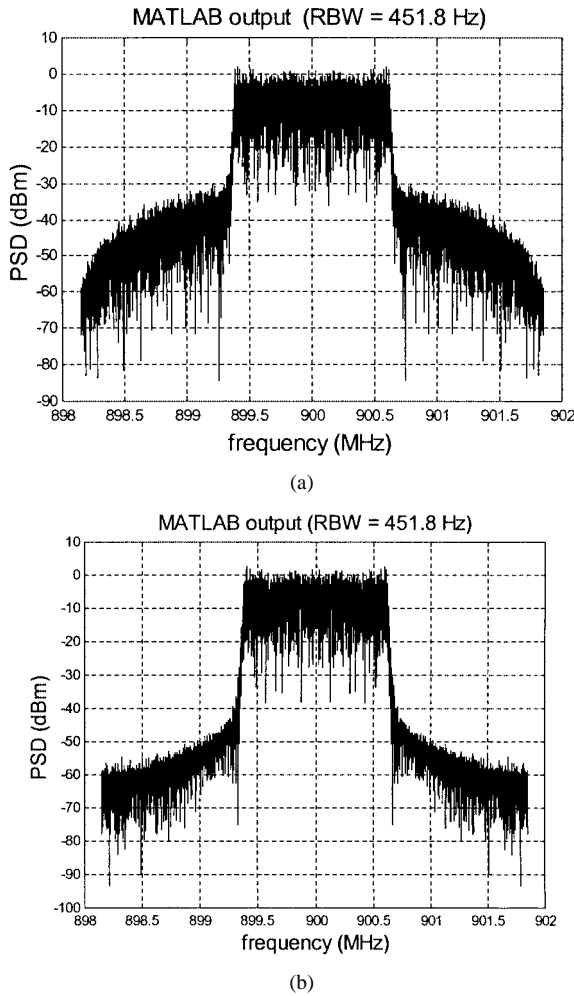 MATLAB output (RBW = 451.8 Hz)
PSD (dBm)
10
0
-10
-20
-30
-40
-50
-60
-70
-80
-90
898 898.5 899 899.5 900 900.5 901 901.5 902
frequency (MHz)
(a)
MATLAB output (RBW = 451.8 Hz)
PSD (dBm)
10
0
-10
-20
-30
-40
-50
-60
-70
-80
-90
-100
898 898.5 899 899.5 900 900.5 901 901.5 902
frequency (MHz)
(b)